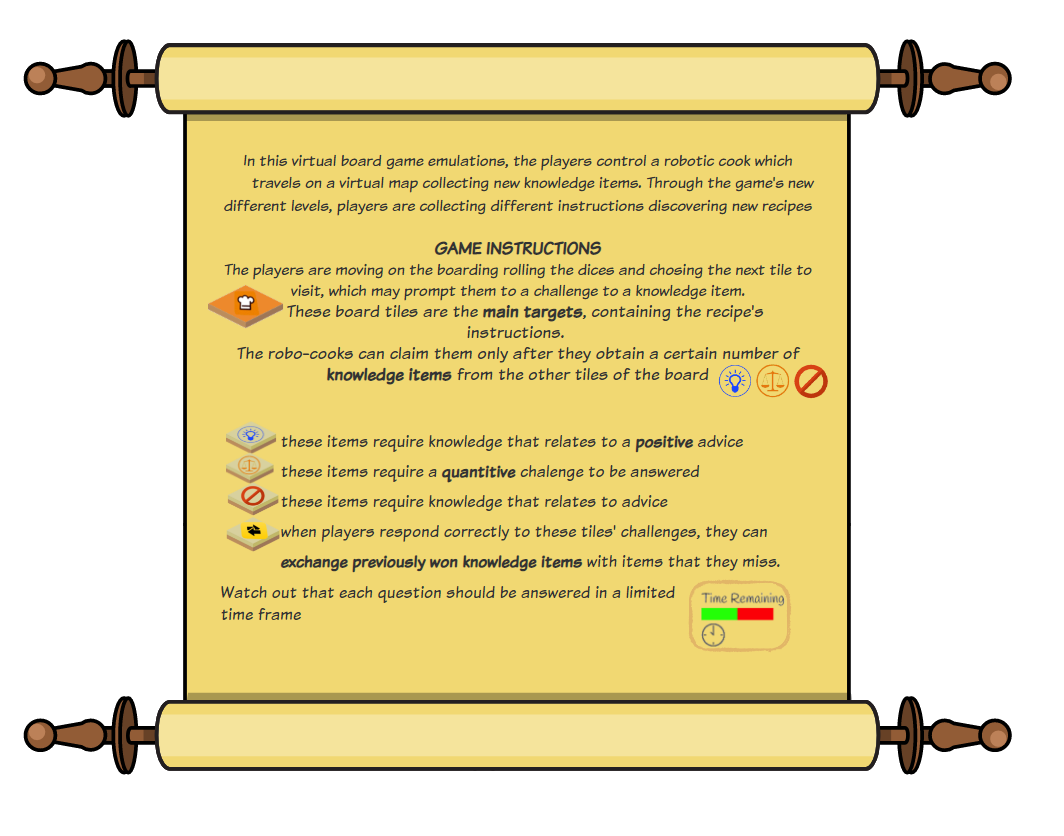 In this virtual board game emulations, the players control a robotic cook which
travels on a virtual map collecting new knowledge items. Through the game's new
different levels, players are collecting different instructions discovering new recipes
GAME INSTRUCTIONS
The players are moving on the boarding rolling the dices and chosing the next tile to
visit, which may prompt them to a challenge to a knowledge item.
These board tiles are the main targets, containing the recipe's
instructions.
The robo-cooks can claim them only after they obtain a certain number of
knowledge items from the other tiles of the board
these items require knowledge that relates to a positive advice
these items require a quantitive chalenge to be answered
these items require knowledge that relates to advice
when players respond correctly to these tiles' challenges, they can
exchange previously won knowledge items with items that they miss.
Watch out that each question should be answered in a limited
time frame
Time Remaining